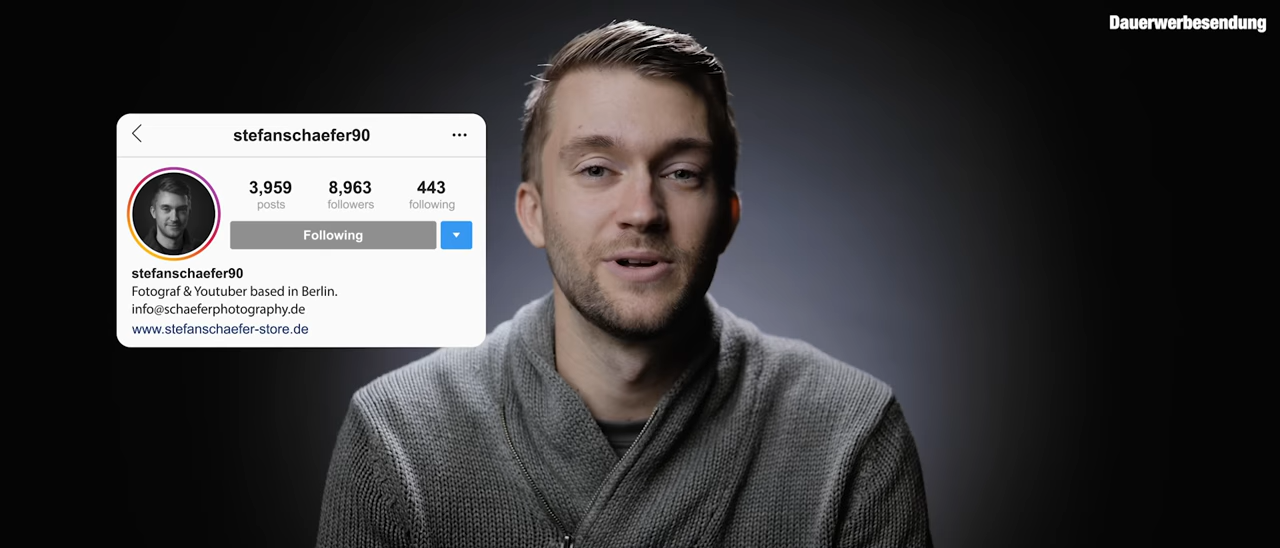 Dauerwerbesendung
stefanschaefer90
3,959 8,963 443
posts followers following
Following
stefanschaefer90
Fotograf & Youtuber based in Berlin.
info@schaeferphotography.de
www.stefanschaefer-store.de